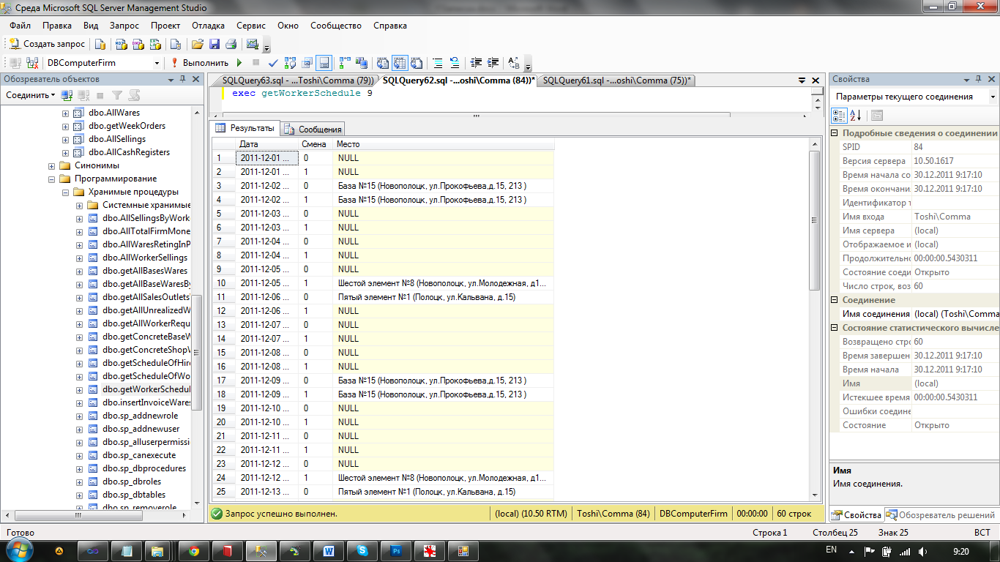 Среда Microsoft SQL Server Management Studio
Файл Правка Вид Запрос Проект Отладка Сервис Окно Сообщество Справка
Создать запрос
DBComputerFirm Выполнить
Обозреватель объектов
Соединить
dbo.AllWares
dbo.getWeekOrders
dbo.AllSellings
dbo.AllCashRegisters
Синонимы
Программирование
Хранимые процедуры
Системные хранимые
dbo.AllSellingsByWork
dbo.AllTotalFirmMone
dbo.AllWaresRetingInP
dbo.AllWorkerSellings
dbo.getAllBasesWares
dbo.getAllBaseWaresBy
dbo.getAllSalesOutlets
dbo.getAllUnrealizedW
dbo.getAllWorkerRequ
dbo.getConcreteBaseW
dbo.getConcreteShopV
dbo.getScheduleOfHire
dbo.getScheduleOfWo
dbo.getWorkerSchedul
dbo.insertInvoiceWares
dbo.sp_addnewrole
dbo.sp_addnewuser
dbo.sp_alluserpermissi
dbo.sp_canexecute
dbo.sp_dbprocedures
dbo.sp_dbroles
dbo.sp_dbtables
dbo.sp_removerole
SQLQuery63.sql - ...Toshi\Comma (79)) SQLQuery62.sql -...oshi\Comma (84))* SQLQuery61.sql -...oshi\Comma (75))*
exec getWorkerSchedule 9
Результаты Сообщения
Дата Смена Место
1 2011-12-01 ... 0 NULL
2 2011-12-01 ... 1 NULL
3 2011-12-02 ... 0 База №15 (Новополоцк, ул.Прокофьева,д.15, 213 )
4 2011-12-02 ... 1 База №15 (Новополоцк, ул.Прокофьева,д.15, 213 )
5 2011-12-03 ... 0 NULL
6 2011-12-03 ... 1 NULL
7 2011-12-04 ... 0 NULL
8 2011-12-04 ... 1 NULL
9 2011-12-05 ... 0 NULL
10 2011-12-05 ... 1 Шестой элемент №8 (Новополоцк, ул.Молодежная, д1...
11 2011-12-06 ... 0 Пятый элемент №1 (Полоцк, ул.Кальвана, д.15)
12 2011-12-06 ... 1 NULL
13 2011-12-07 ... 0 NULL
14 2011-12-07 ... 1 NULL
15 2011-12-08 ... 0 NULL
16 2011-12-08 ... 1 NULL
17 2011-12-09 ... 0 База №15 (Новополоцк, ул.Прокофьева,д.15, 213 )
18 2011-12-09 ... 1 База №15 (Новополоцк, ул.Прокофьева,д.15, 213 )
19 2011-12-10 ... 0 NULL
20 2011-12-10 ... 1 NULL
21 2011-12-11 ... 0 NULL
22 2011-12-11 ... 1 NULL
23 2011-12-12 ... 0 NULL
24 2011-12-12 ... 1 Шестой элемент №8 (Новополоцк, ул.Молодежная, д1...
25 2011-12-13 ... 0 Пятый элемент №1 (Полоцк, ул.Кальвана, д.15)
Запрос успешно выполнен. (local) (10.50 RTM) Toshi\Comma (84) DBComputerFirm 00:00:00 60 строк
Свойства
Параметры текущего соединения
Подробные сведения о соединении
SPID 84
Версия сервера 10.50.1617
Время начала со 30.12.2011 9:17:10
Время окончани 30.12.2011 9:17:10
Идентификатор т
Имя входа Toshi\Comma
Имя сервера (local)
Отображаемое и (local)
Продолжительно 00:00:00.5430311
Состояние соеди Открыто
Число строк, воз 60
Соединение
Имя соединения (local) (Toshi\Comma
Состояние статистического вычисле
Возвращено стро 60
Время завершен 30.12.2011 9:17:10
Время начала 30.12.2011 9:17:10
Имя (local)
Истекшее время 00:00:00.5430311
Ошибки соедине
Состояние Открыто
Имя
Имя соединения.
Свойства Обозреватель решений
Готово Строка 1 Столбец 25 Знак 25 ВСТ
EN 9:20